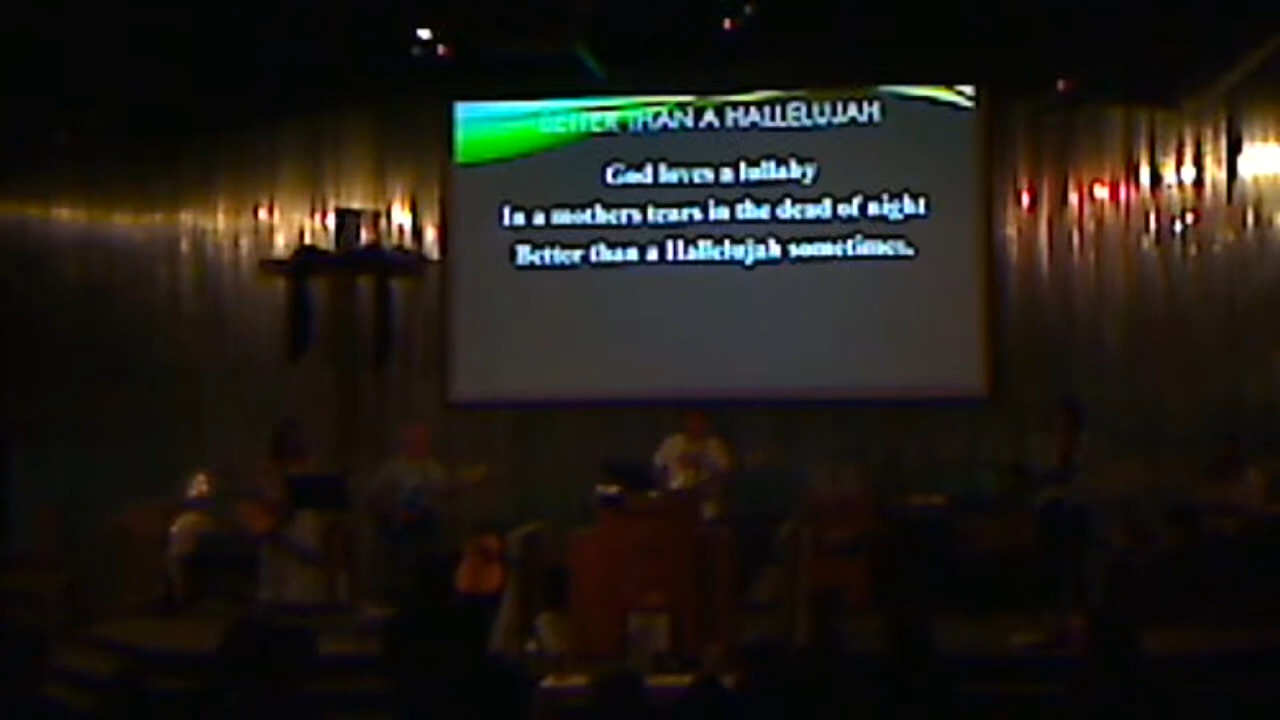 BETTER THAN A HALLELUJAH
God loves a lullaby
In a mothers tears in the dead of night
Better than a Hallelujah sometimes.